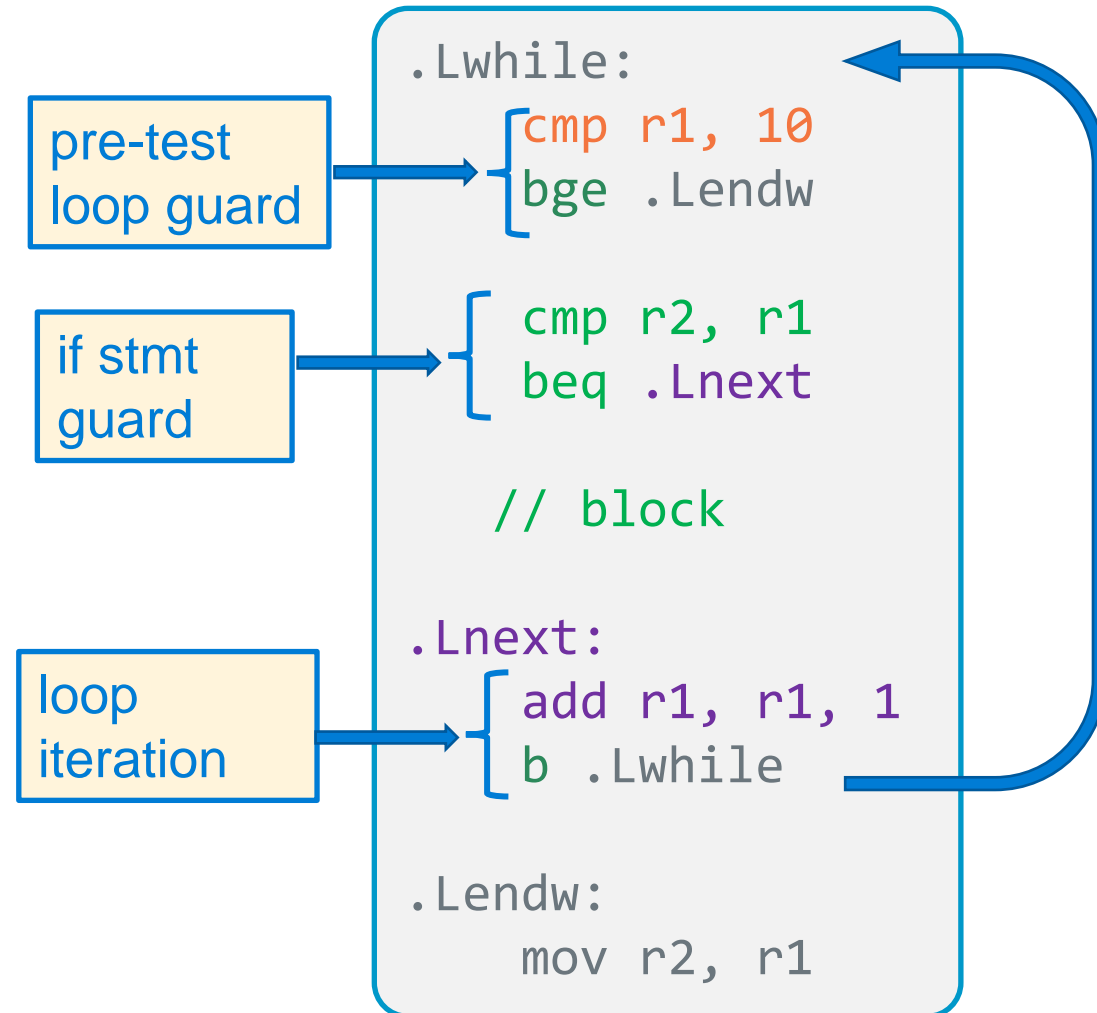 .Lwhile:
pre-test
loop guard
cmp r1, 10
bge .Lendw
if stmt
guard
cmp r2, r1
beq .Lnext
// block
.Lnext:
loop
iteration
add r1, r1, 1
b .Lwhile
.Lendw:
mov r2, r1